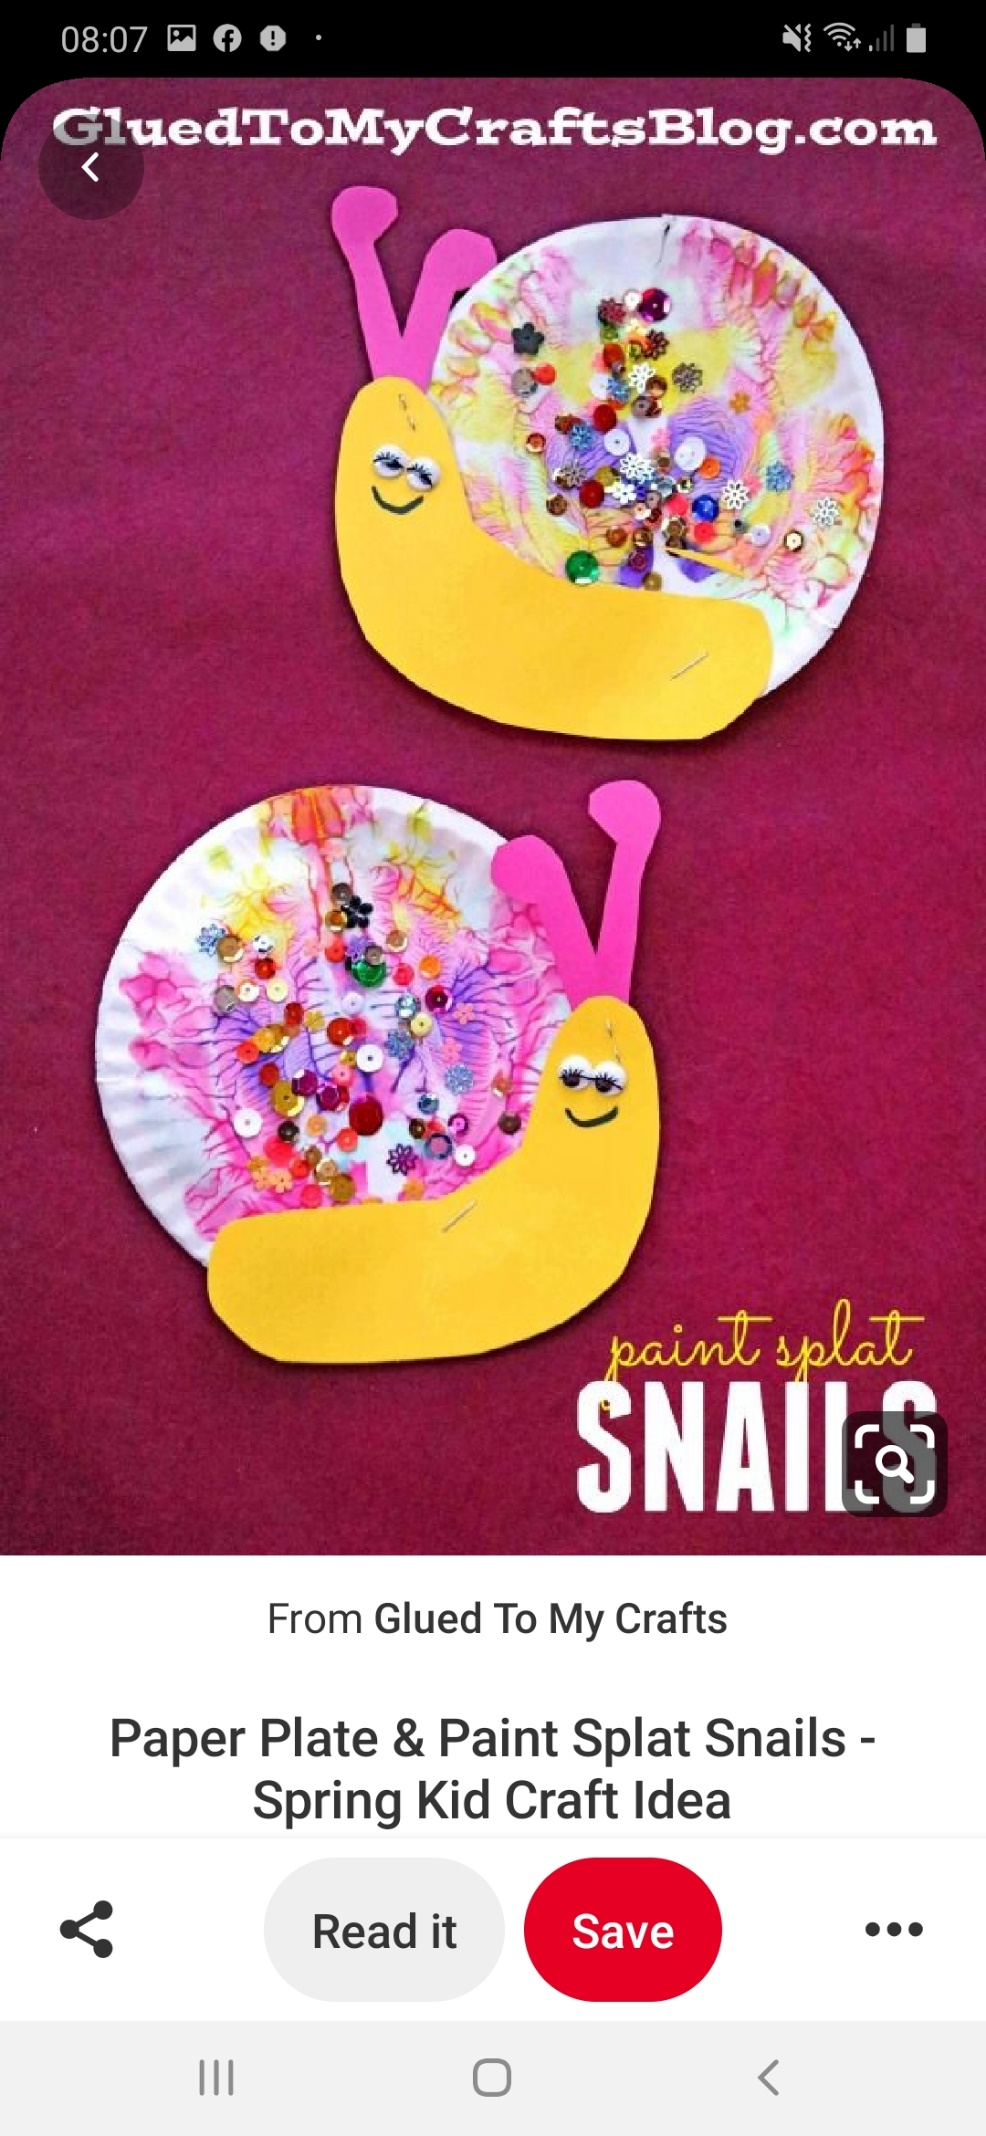 08:07
GluedToMyCraftsBlog.com
paint splat
SNAILS
From Glued To My Crafts
Paper Plate & Paint Splat Snails -
Spring Kid Craft Idea
Read it
Save